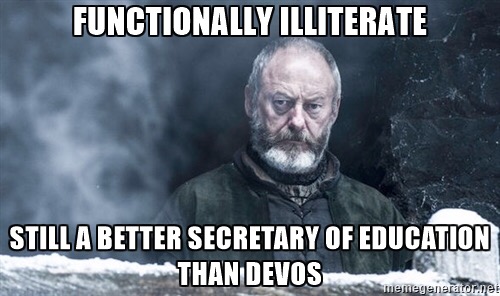 FUNCTIONALLY ILLITERATE
STILL A BETTER SECRETARY OF EDUCATION
THAN DEVOS
memegenerator.net